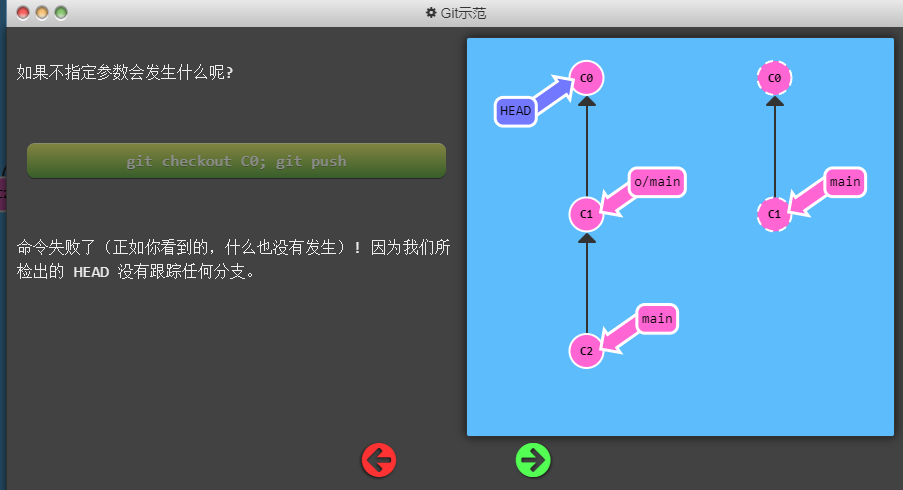 Git示范
如果不指定参数会发生什么呢?
git checkout C0; git push
命令失败了（正如你看到的，什么也没有发生）! 因为我们所
检出的 HEAD 没有跟踪任何分支。
C0
HEAD
o/main
C1
main
C2
C0
main
C1